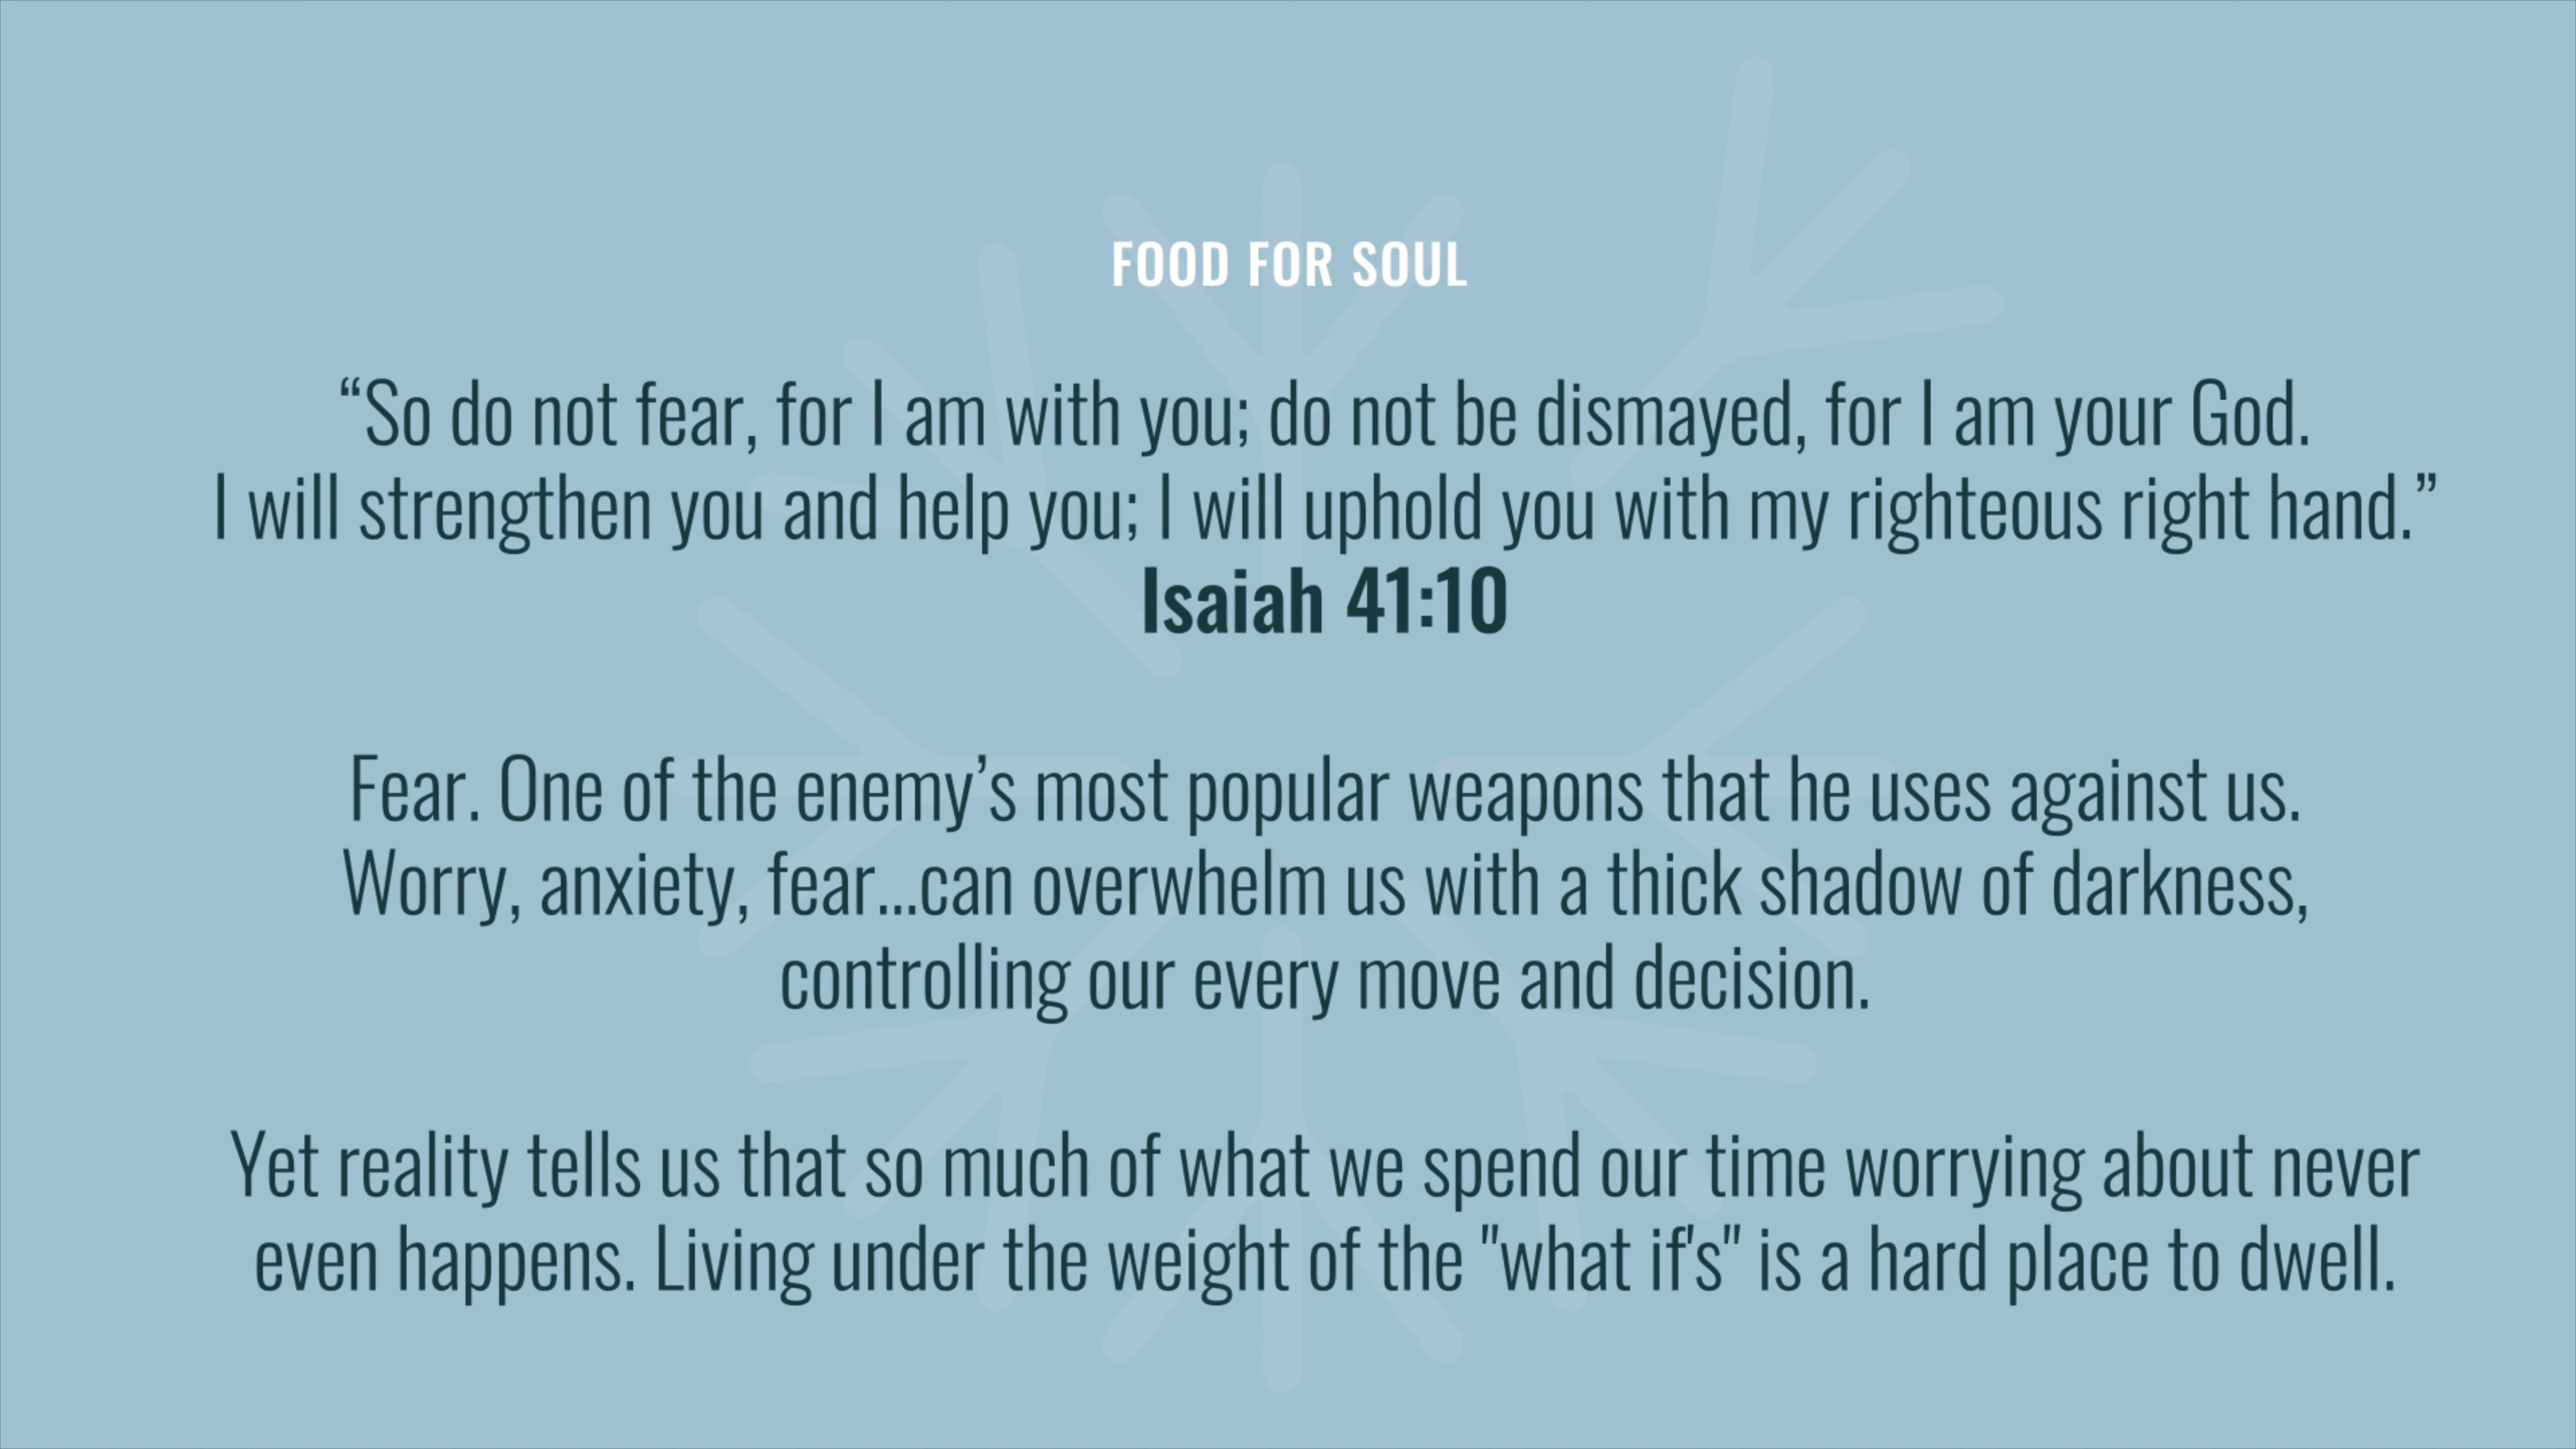 FOOD FOR SOUL
“So do not fear, for I am with you; do not be dismayed, for I am your God.
I will strengthen you and help you; I will uphold you with my righteous right hand.”
Isaiah 41:10
Fear. One of the enemy’s most popular weapons that he uses against us.
Worry, anxiety, fear...can overwhelm us with a thick shadow of darkness,
controlling our every move and decision.
Yet reality tells us that so much of what we spend our time worrying about never
even happens. Living under the weight of the "what if's" is a hard place to dwell.